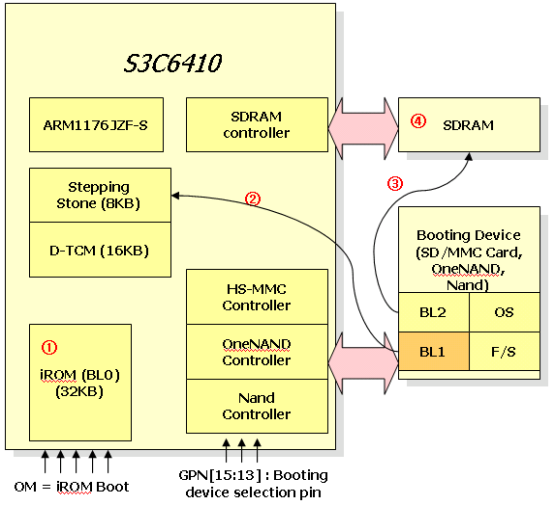 S3C6410
ARM1176JZF-S
SDRAM
controller
④
SDRAM
③
Stepping
Stone (8KB)
②
D-TCM (16KB)
Booting Device
(SD/MMC Card,
OneNAND,
Nand)
HS-MMC
Controller
BL2
OS
①
iROM (BL0)
(32KB)
OneNAND
Controller
BL1
F/S
Nand
Controller
OM = iROM Boot
GPN[15:13] : Booting
device selection pin